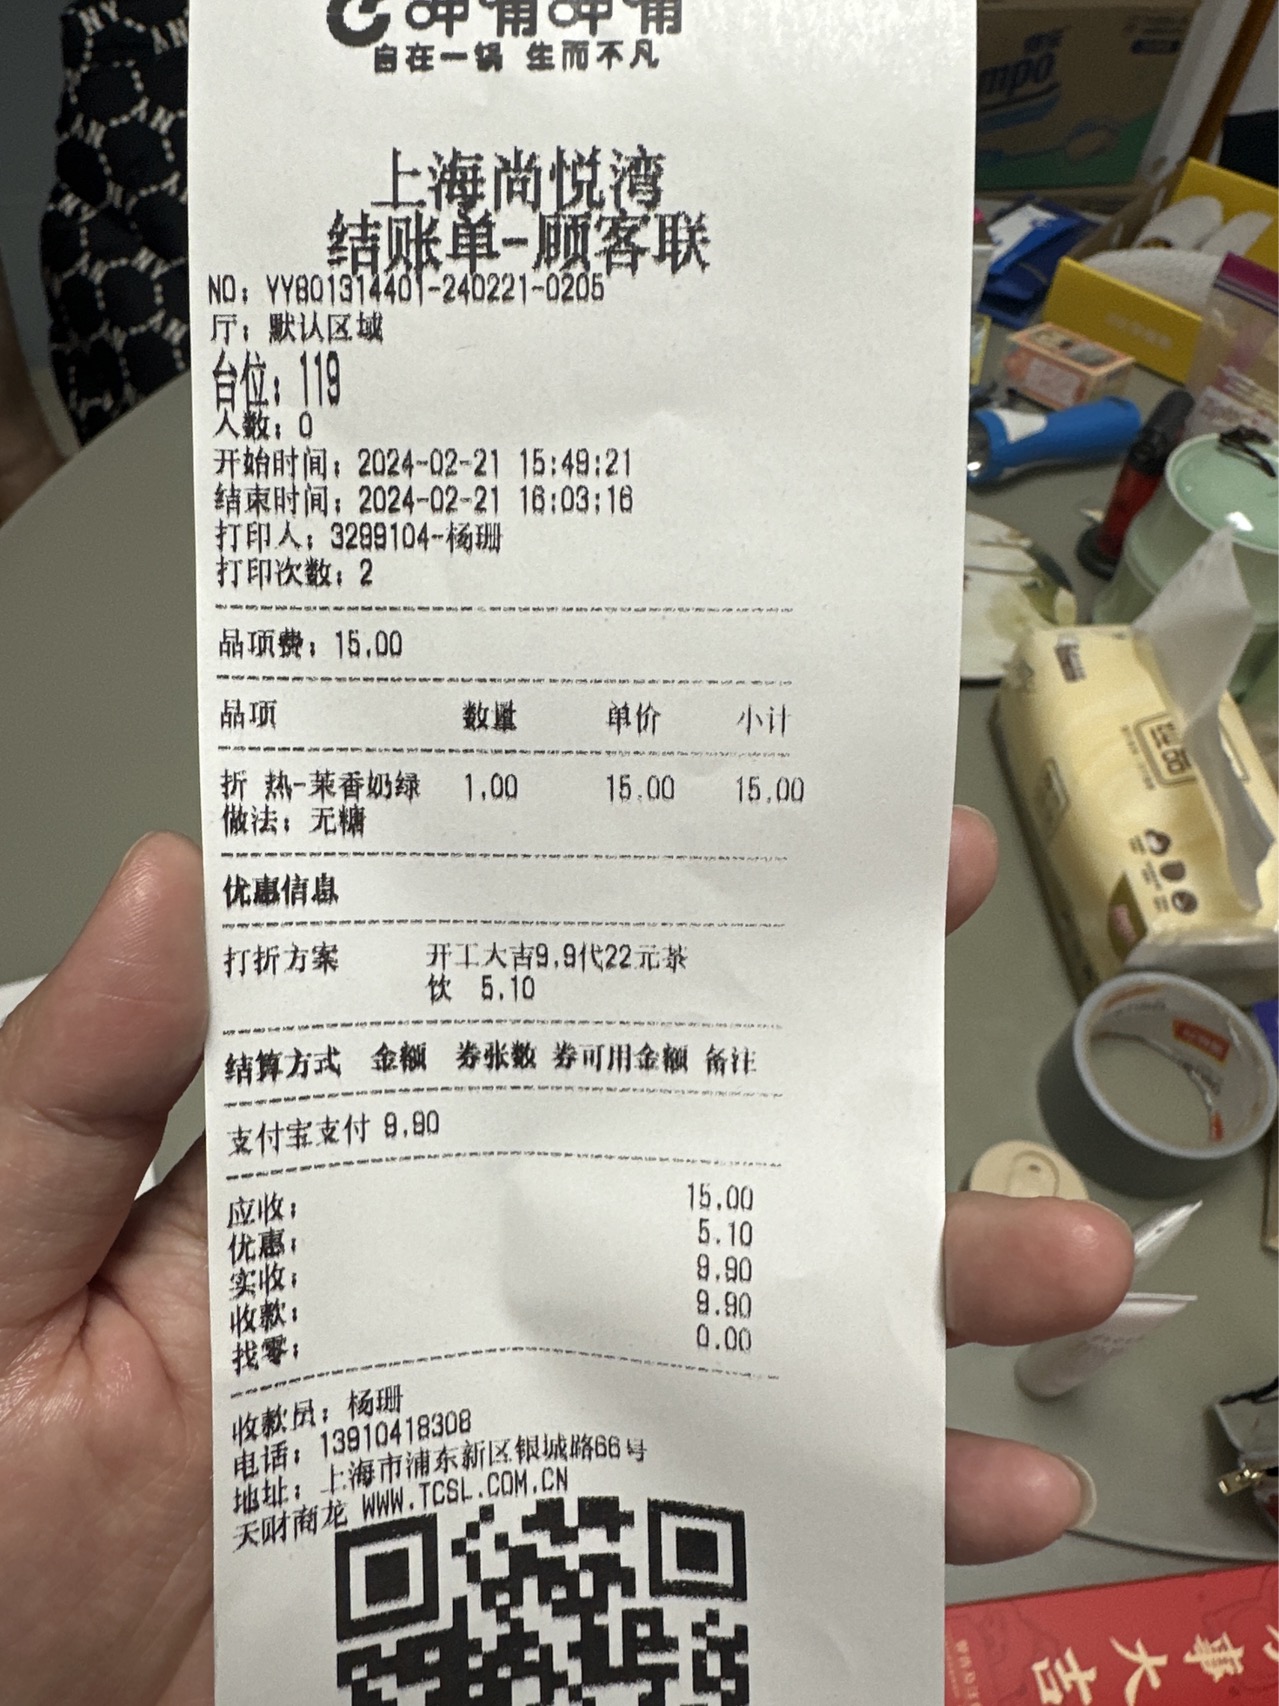 呷哺呷哺
自在一锅 生而不凡
上海尚悦湾
结账单-顾客联
NO: YY801314401-240221-0205
厅: 默认区域
台位: 119
人数: 0
开始时间: 2024-02-21 15:49:21
结束时间: 2024-02-21 16:03:16
打印人: 3299104-杨珊
打印次数: 2
品项费: 15.00
品项 数量 单价 小计
折 热-茉香奶绿 1.00 15.00 15.00
做法: 无糖
优惠信息
打折方案 开工大吉9.9代22元茶
饮 5.10
结算方式 金额 券张数 券可用金额 备注
支付宝支付 9.90
应收: 15.00
优惠: 5.10
实收: 9.90
收款: 9.90
找零: 0.00
收款员: 杨珊
电话: 13910418308
地址: 上海市浦东新区银城路66号
天财商龙 WWW.TCSL.COM.CN
mpo
事大吉